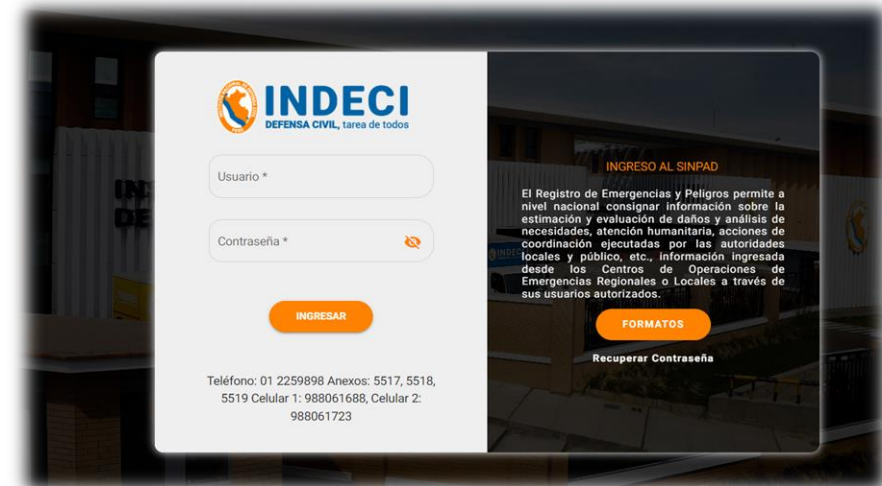 INDECI
DEFENSA CIVIL, tarea de todos
Usuario *
Contraseña *
INGRESAR
Teléfono: 01 2259898 Anexos: 5517, 5518,
5519 Celular 1: 988061688, Celular 2:
988061723
INGRESO AL SINPAD
El Registro de Emergencias y Peligros permite a
nivel nacional consignar información sobre la
estimación y evaluación de daños y análisis de
necesidades, atención humanitaria, acciones de
coordinación ejecutadas por las autoridades
locales y público, etc., información ingresada
desde los Centros de Operaciones de
Emergencias Regionales o Locales a través de
sus usuarios autorizados.
FORMATOS
Recuperar Contraseña